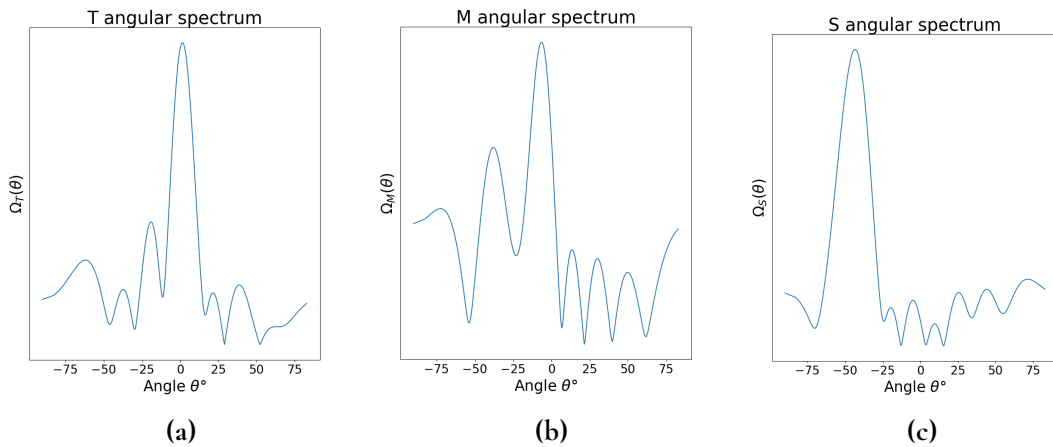 T angular spectrum
Ω_T(θ)
−75 −50 −25 0 25 50 75
Angle θ°
(a)
M angular spectrum
Ω_M(θ)
−75 −50 −25 0 25 50 75
Angle θ°
(b)
S angular spectrum
Ω_S(θ)
−75 −50 −25 0 25 50 75
Angle θ°
(c)